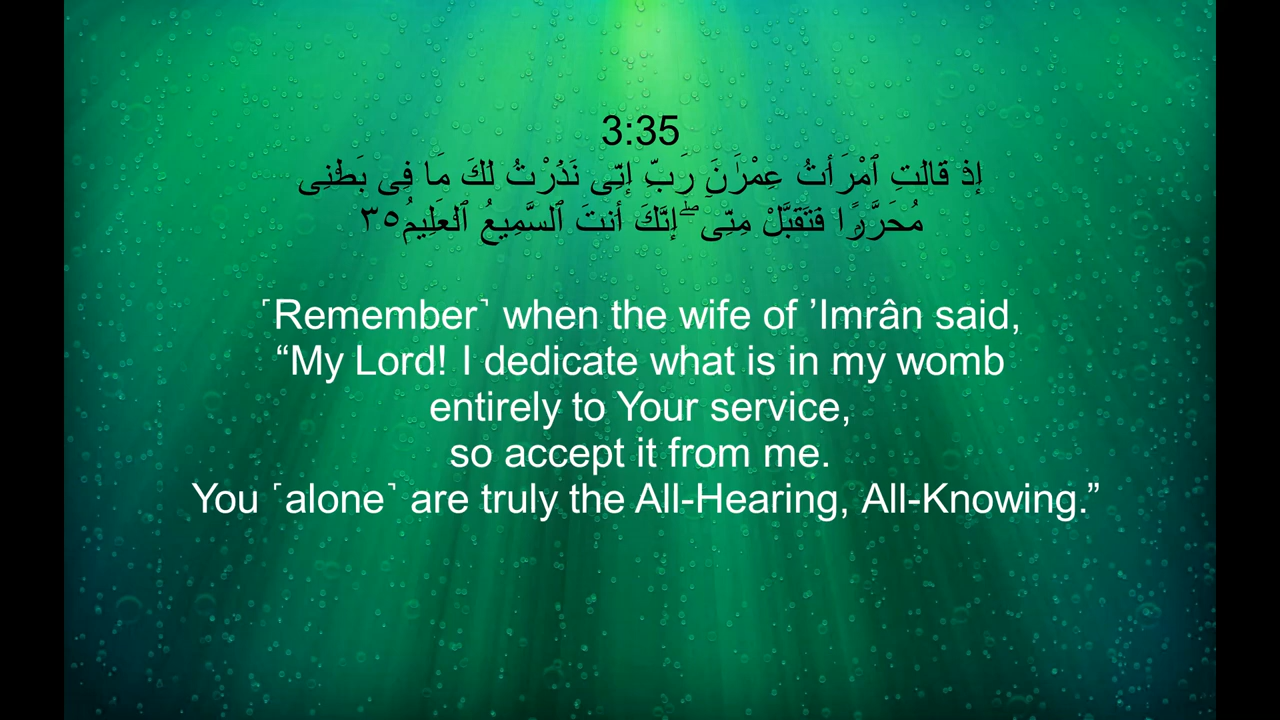 3:35
إِذْ قَالَتِ ٱمْرَأَتُ عِمْرَٰنَ رَبِّ إِنِّى نَذَرْتُ لَكَ مَا فِى بَطْنِى
مُحَرَّرًا فَتَقَبَّلْ مِنِّىٓ ۖ إِنَّكَ أَنتَ ٱلسَّمِيعُ ٱلْعَلِيمُ٣٥
˹Remember˺ when the wife of ’Imrân said,
“My Lord! I dedicate what is in my womb
entirely to Your service,
so accept it from me.
You ˹alone˺ are truly the All-Hearing, All-Knowing.”